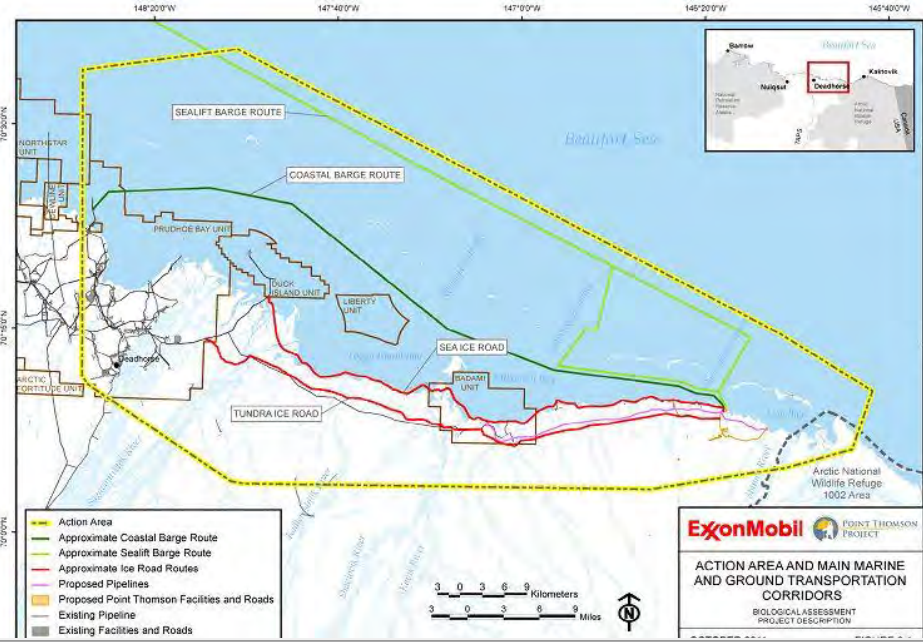 148°20'0"W
147°40'0"W
147°0'0"W
146°20'0"W
145°40'0"W
70°30'0"N
70°15'0"N
70°0'0"N
SEALIFT BARGE ROUTE
COASTAL BARGE ROUTE
Beaufort Sea
NORTHSTAR
UNIT
PRUDHOE BAY UNIT
DUCK
ISLAND UNIT
LIBERTY
UNIT
SEA ICE ROAD
BADAMI
UNIT
TUNDRA ICE ROAD
Deadhorse
ARCTIC
FORTITUDE UNIT
Arctic National
Wildlife Refuge
1002 Area
Beaufort Sea
Barrow
Nuiqsut
Deadhorse
Kaktovik
TAPS
Canada
USA
Action Area
Approximate Coastal Barge Route
Approximate Sealift Barge Route
Approximate Ice Road Routes
Proposed Pipelines
Proposed Point Thomson Facilities and Roads
Existing Pipeline
Existing Facilities and Roads
3 0 3 6 9
Kilometers
3 0 3 6 9
Miles
N
ExxonMobil
POINT THOMSON
PROJECT
ACTION AREA AND MAIN MARINE
AND GROUND TRANSPORTATION
CORRIDORS
BIOLOGICAL ASSESSMENT
PROJECT DESCRIPTION